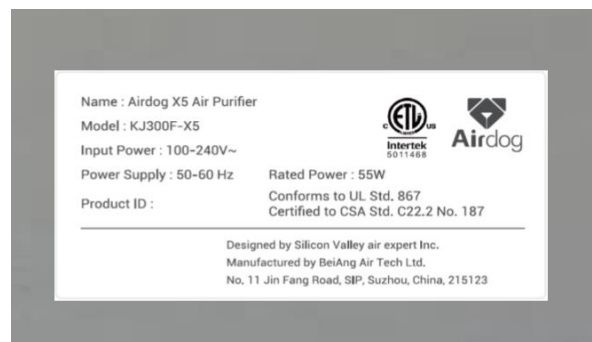 Name : Airdog X5 Air Purifier
Model : KJ300F-X5
Input Power : 100-240V~
Power Supply : 50-60 Hz
Rated Power : 55W
Product ID :
Conforms to UL Std. 867
Certified to CSA Std. C22.2 No. 187
ETL
c us
Intertek
5011468
Airdog
Designed by Silicon Valley air expert Inc.
Manufactured by BeiAng Air Tech Ltd.
No. 11 Jin Fang Road, SIP, Suzhou, China, 215123